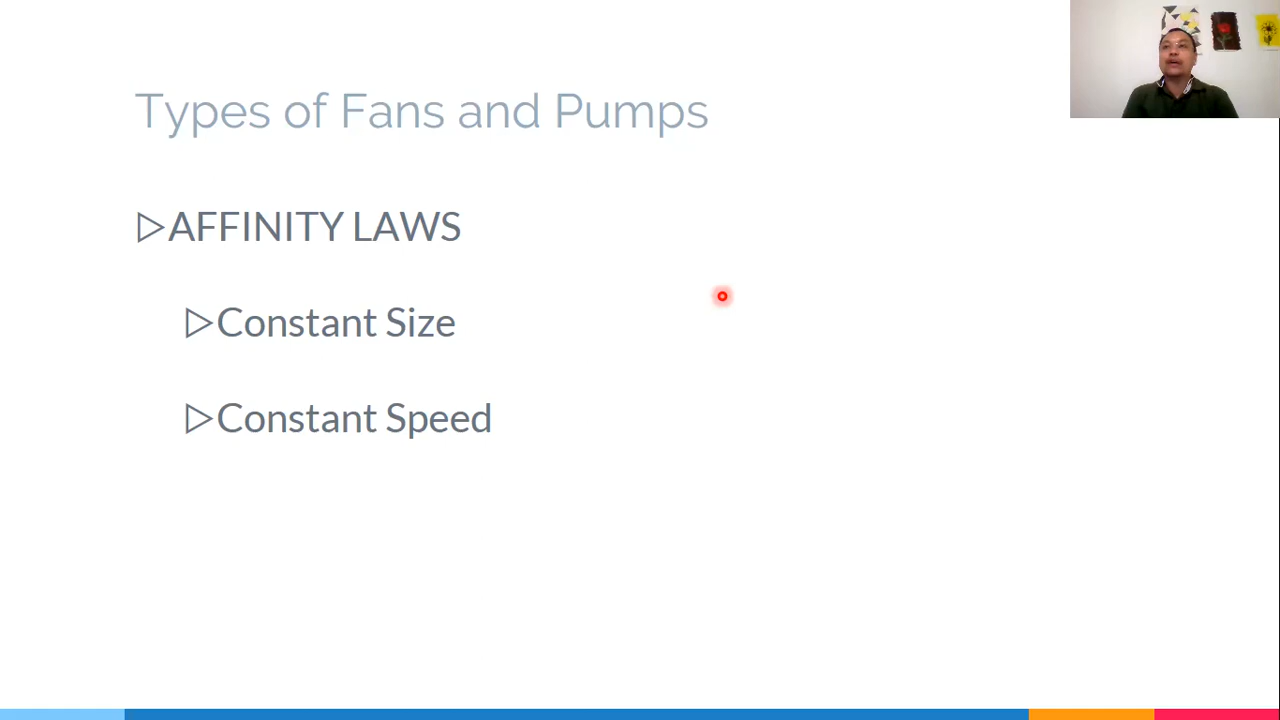 Types of Fans and Pumps
▷AFFINITY LAWS
▷Constant Size
▷Constant Speed